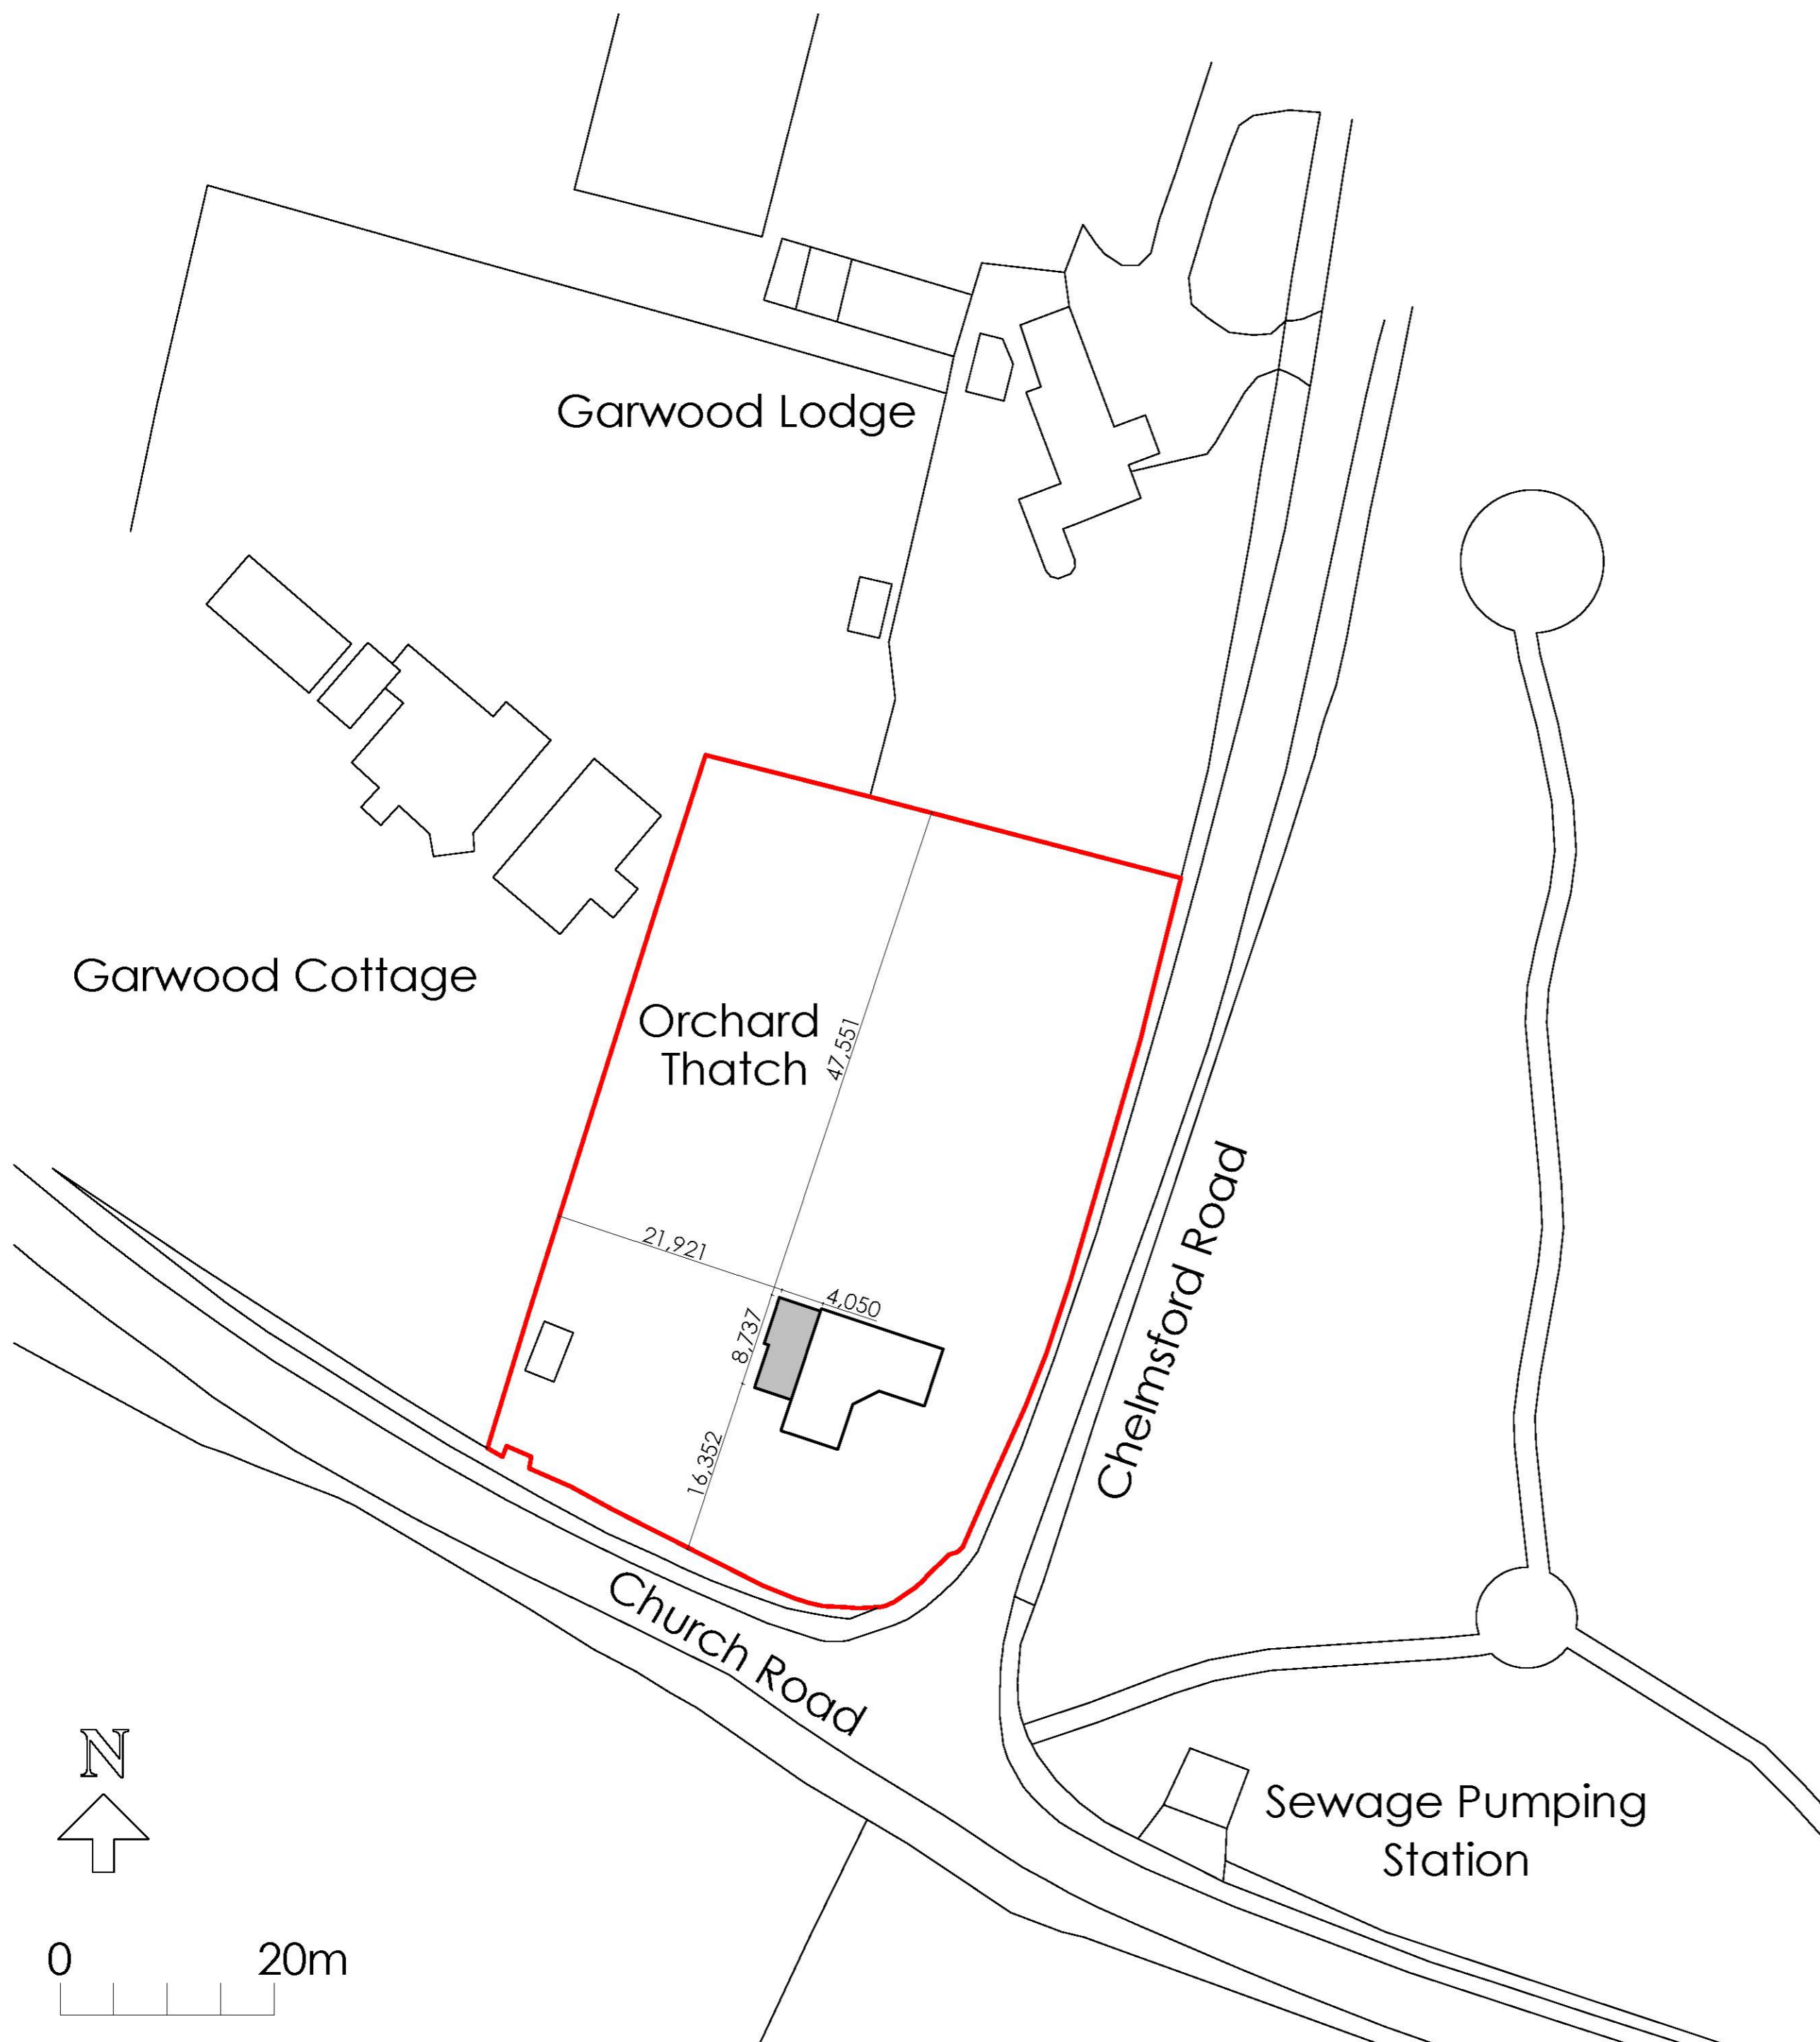 Garwood Lodge
Garwood Cottage
Orchard
Thatch
47,551
21,921
4,050
8,737
16,352
Chelmsford Road
Church Road
N
Sewage Pumping
Station
0 20m